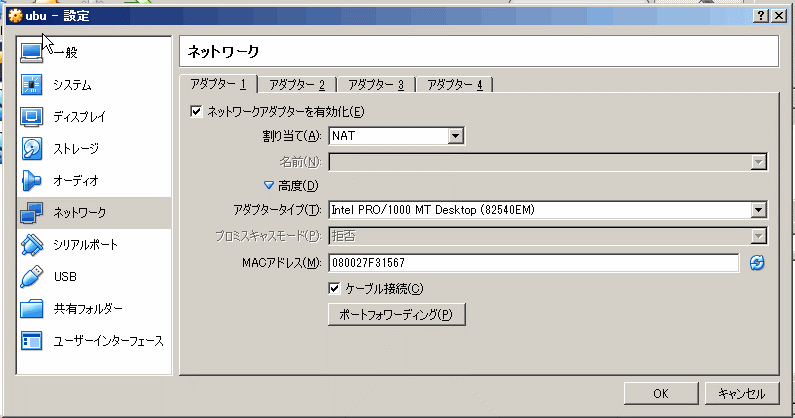 ubu - 設定
一般
システム
ディスプレイ
ストレージ
オーディオ
ネットワーク
シリアルポート
USB
共有フォルダー
ユーザーインターフェース
ネットワーク
アダプター 1 アダプター 2 アダプター 3 アダプター 4
ネットワークアダプターを有効化(E)
割り当て(A): NAT
名前(N):
高度(D)
アダプタータイプ(T): Intel PRO/1000 MT Desktop (82540EM)
プロミスキャスモード(P): 拒否
MACアドレス(M): 080027F31567
ケーブル接続(C)
ポートフォワーディング(P)
OK キャンセル